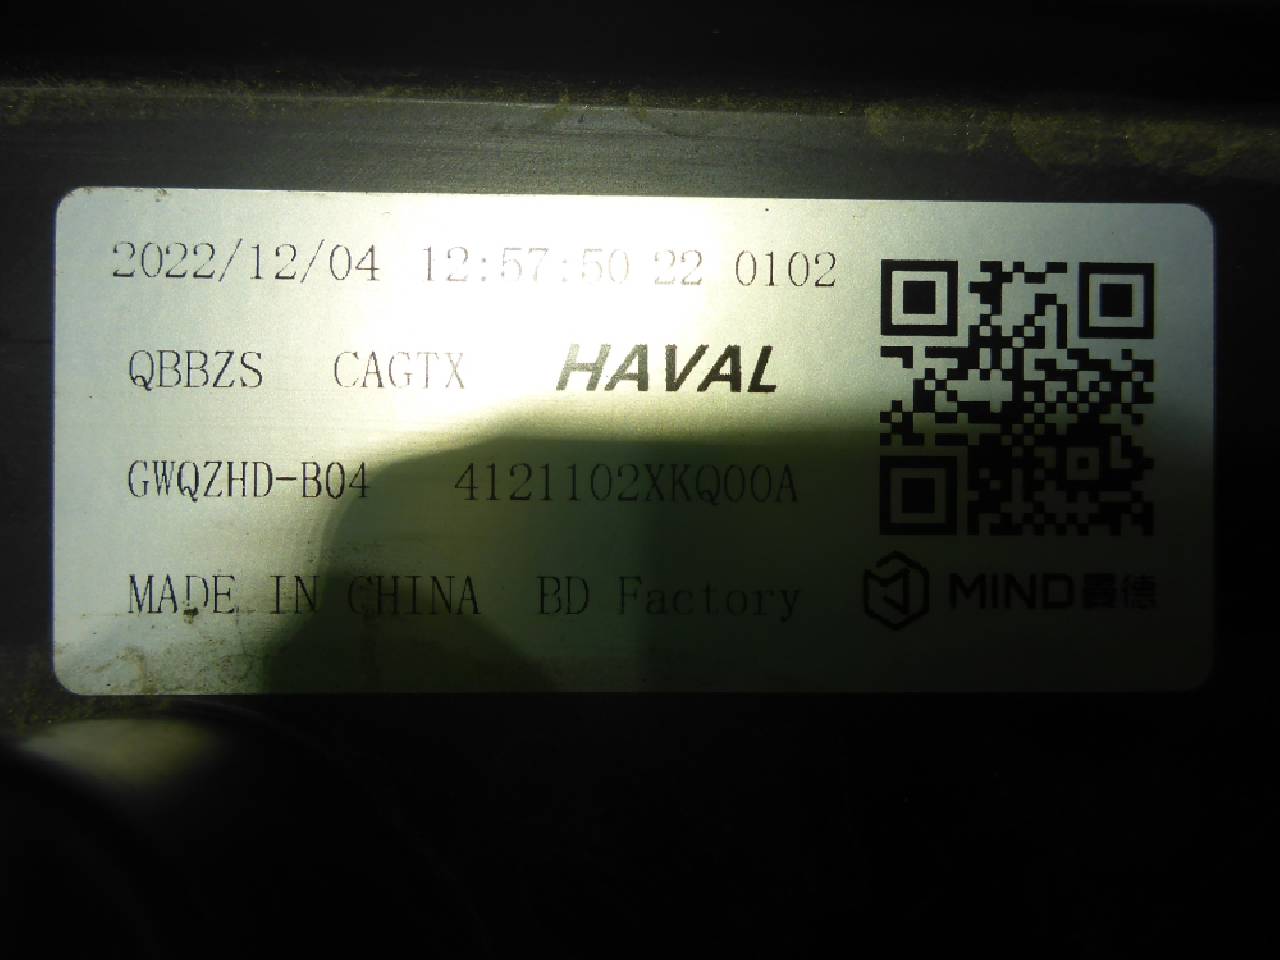 2022/12/04 12:57:50 22 0102
QBBZS CAGTX HAVAL
GWQZHD-B04 4121102XKQ00A
MADE IN CHINA BD Factory
MIND曼德